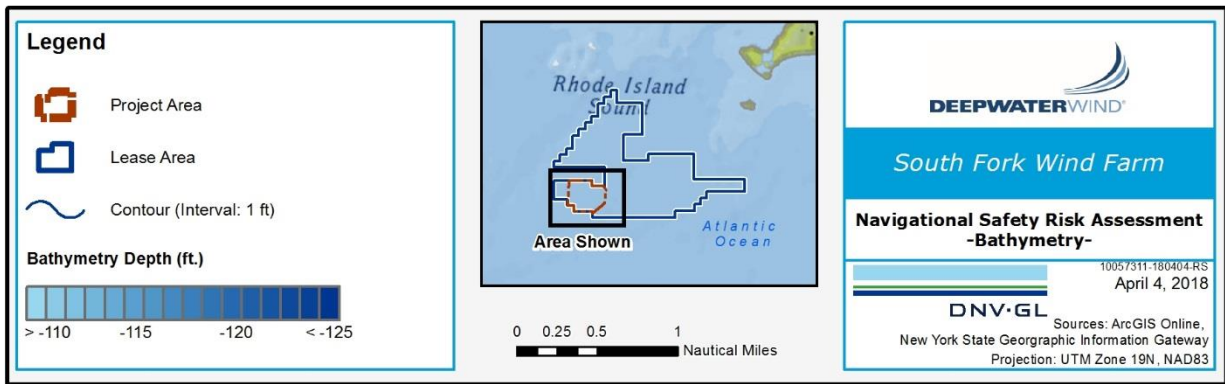 Legend
Project Area
Lease Area
Contour (Interval: 1 ft)
Bathymetry Depth (ft.)
> -110 -115 -120 < -125
Rhode Island
Sound
Atlantic
Ocean
Area Shown
0 0.25 0.5 1
Nautical Miles
DEEPWATERWIND®
South Fork Wind Farm
Navigational Safety Risk Assessment
-Bathymetry-
10057311-180404-RS
April 4, 2018
DNV·GL
Sources: ArcGIS Online,
New York State Georgraphic Information Gateway
Projection: UTM Zone 19N, NAD83